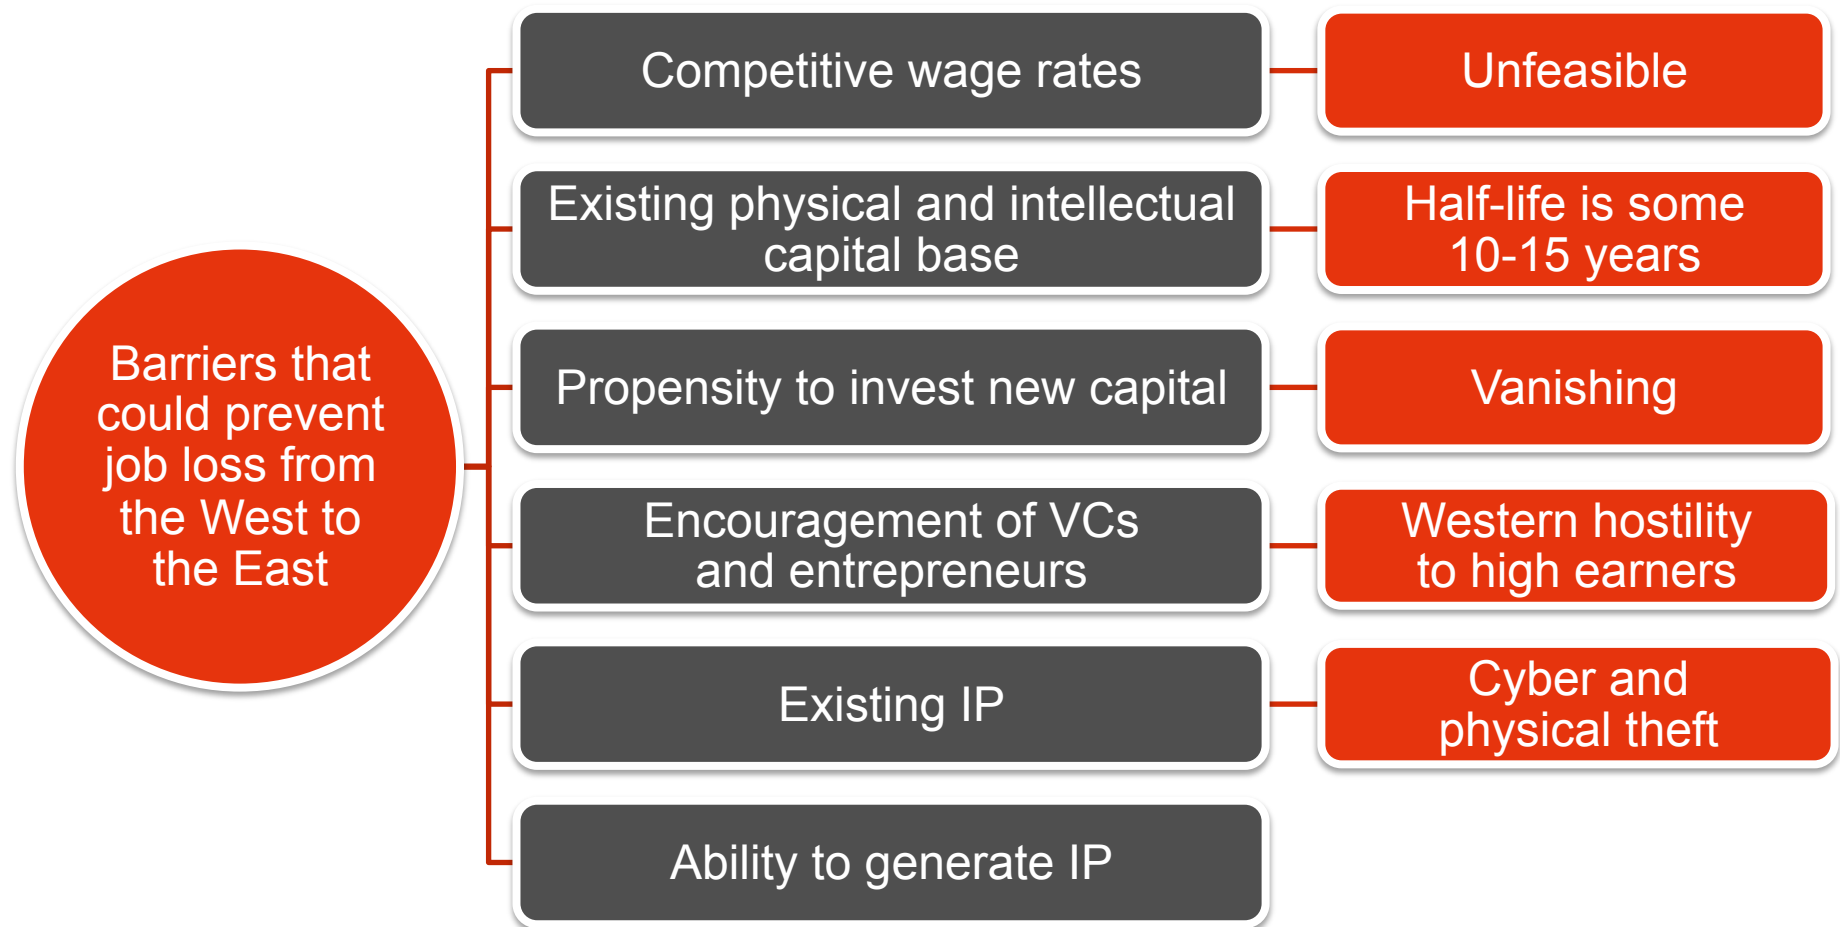 Barriers that
could prevent
job loss from
the West to
the East
Competitive wage rates
Unfeasible
Existing physical and intellectual
capital base
Half-life is some
10-15 years
Propensity to invest new capital
Vanishing
Encouragement of VCs
and entrepreneurs
Western hostility
to high earners
Existing IP
Cyber and
physical theft
Ability to generate IP